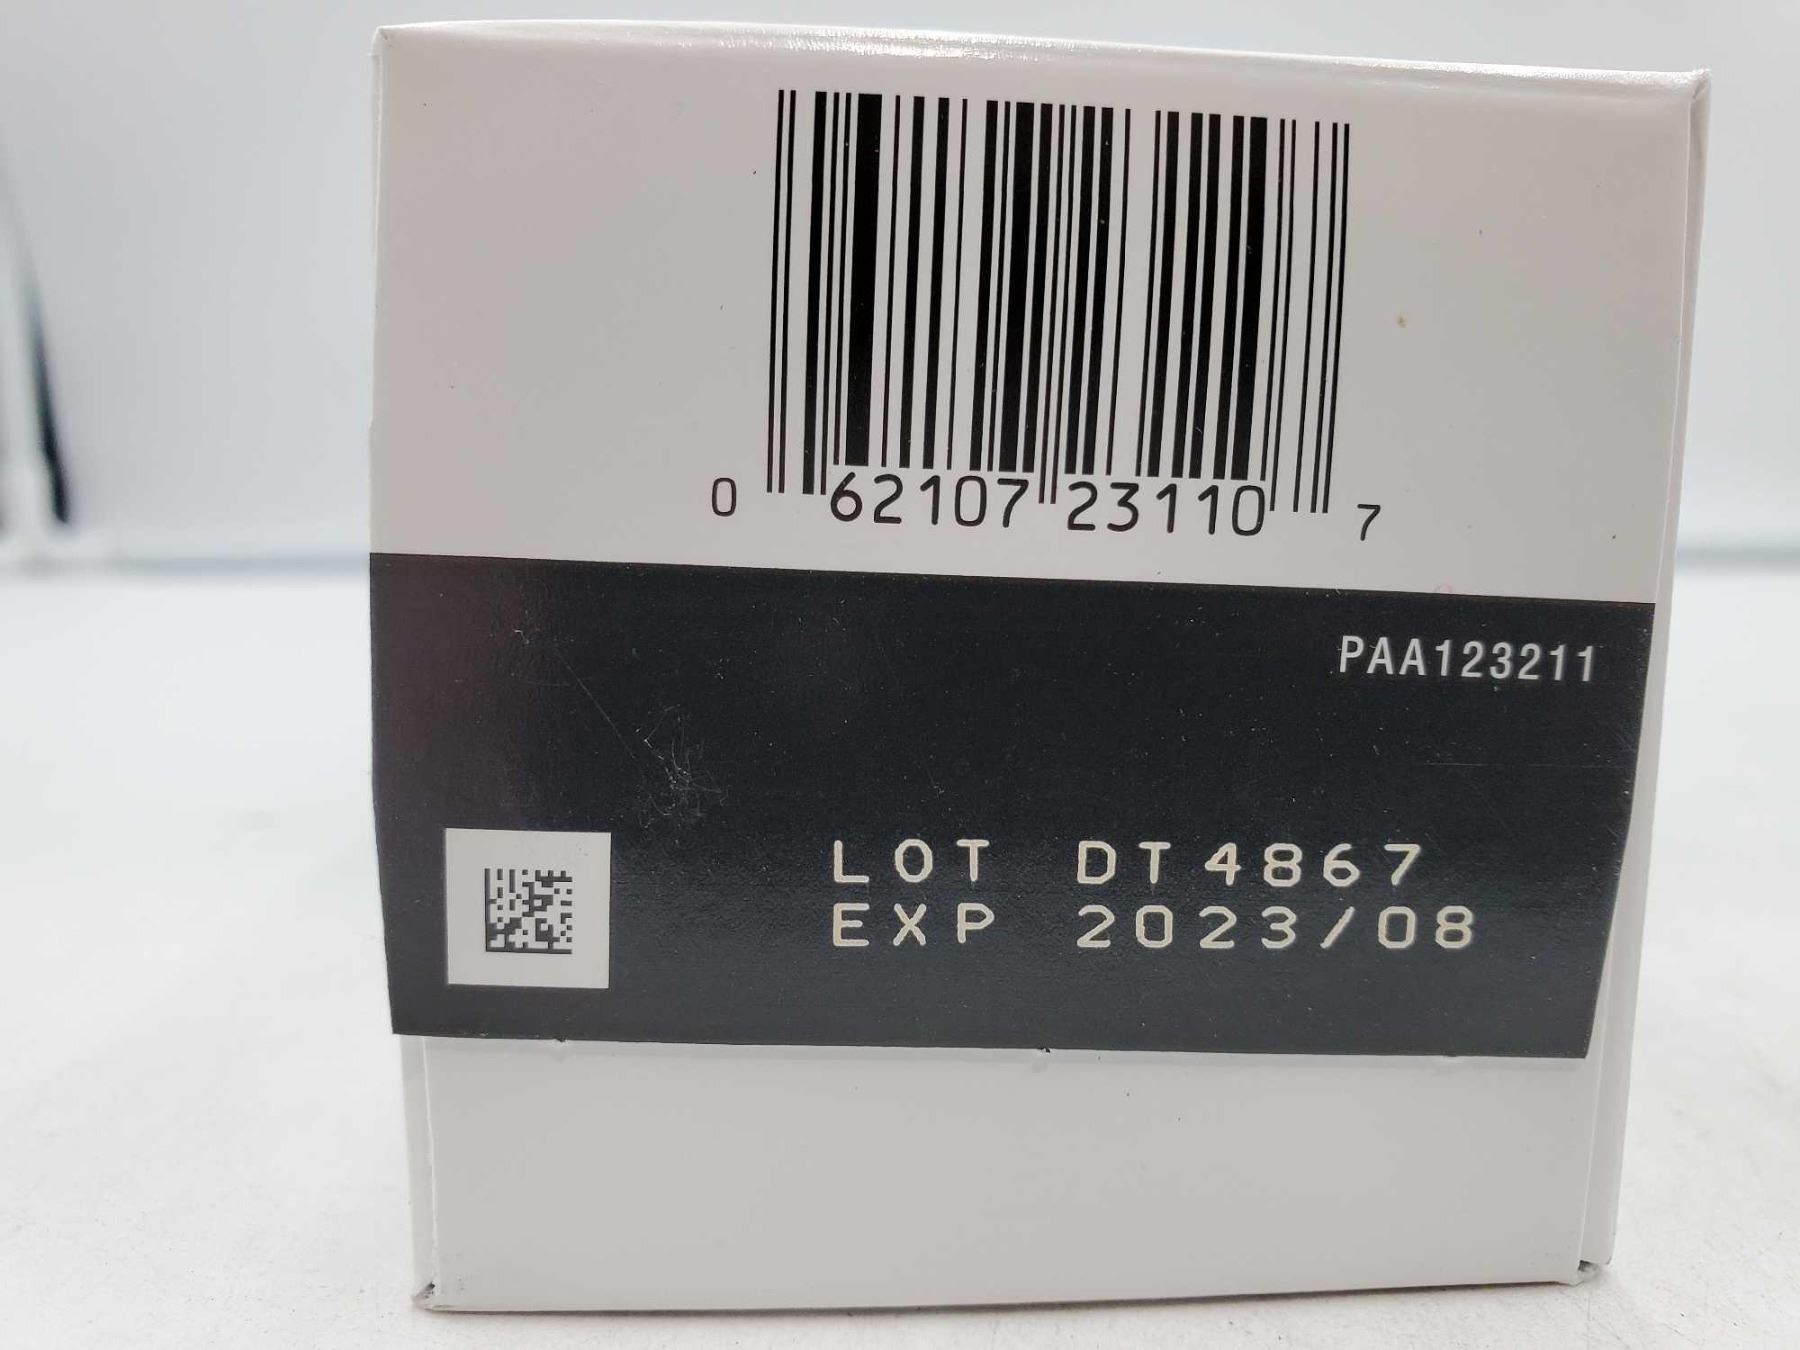 0 62107 23110 7
PAA123211
LOT DT4867
EXP 2023/08